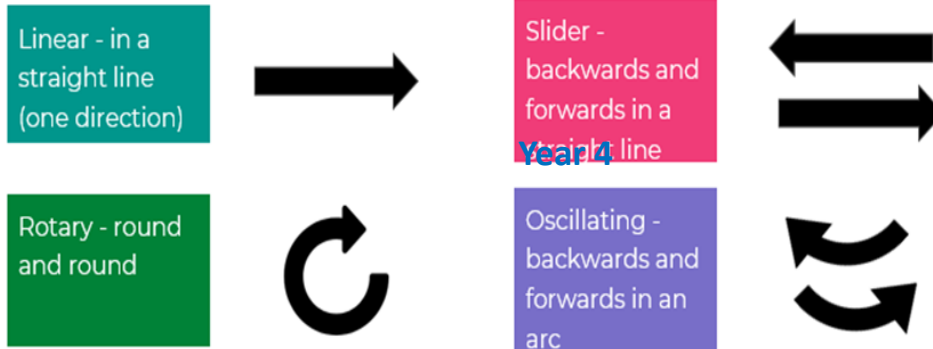 Linear - in a
straight line
(one direction)
Slider -
backwards and
forwards in a
straight line
Year 4
Rotary - round
and round
Oscillating -
backwards and
forwards in an
arc